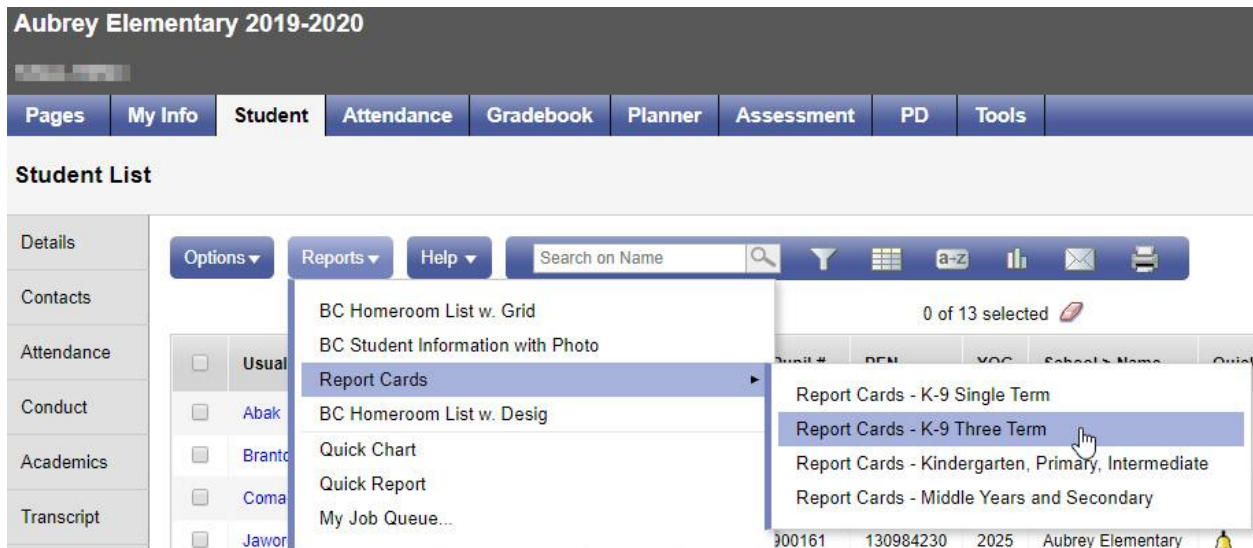 Aubrey Elementary 2019-2020
Pages My Info Student Attendance Gradebook Planner Assessment PD Tools
Student List
Details
Contacts
Attendance
Conduct
Academics
Transcript
Options Reports Help Search on Name a-z
0 of 13 selected
BC Homeroom List w. Grid
BC Student Information with Photo
Report Cards
BC Homeroom List w. Desig
Quick Chart
Quick Report
My Job Queue...
Report Cards - K-9 Single Term
Report Cards - K-9 Three Term
Report Cards - Kindergarten, Primary, Intermediate
Report Cards - Middle Years and Secondary
Usual
Abak
Brantc
Coma
Jawor 900161 130984230 2025 Aubrey Elementary